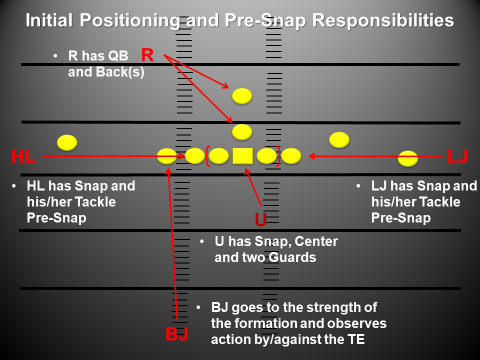 Initial Positioning and Pre-Snap Responsibilities
• R has QB
and Back(s)
R
HL
LJ
• HL has Snap and
his/her Tackle
Pre-Snap
• LJ has Snap and
his/her Tackle
Pre-Snap
U
• U has Snap, Center
and two Guards
• BJ goes to the strength of
the formation and observes
action by/against the TE
BJ